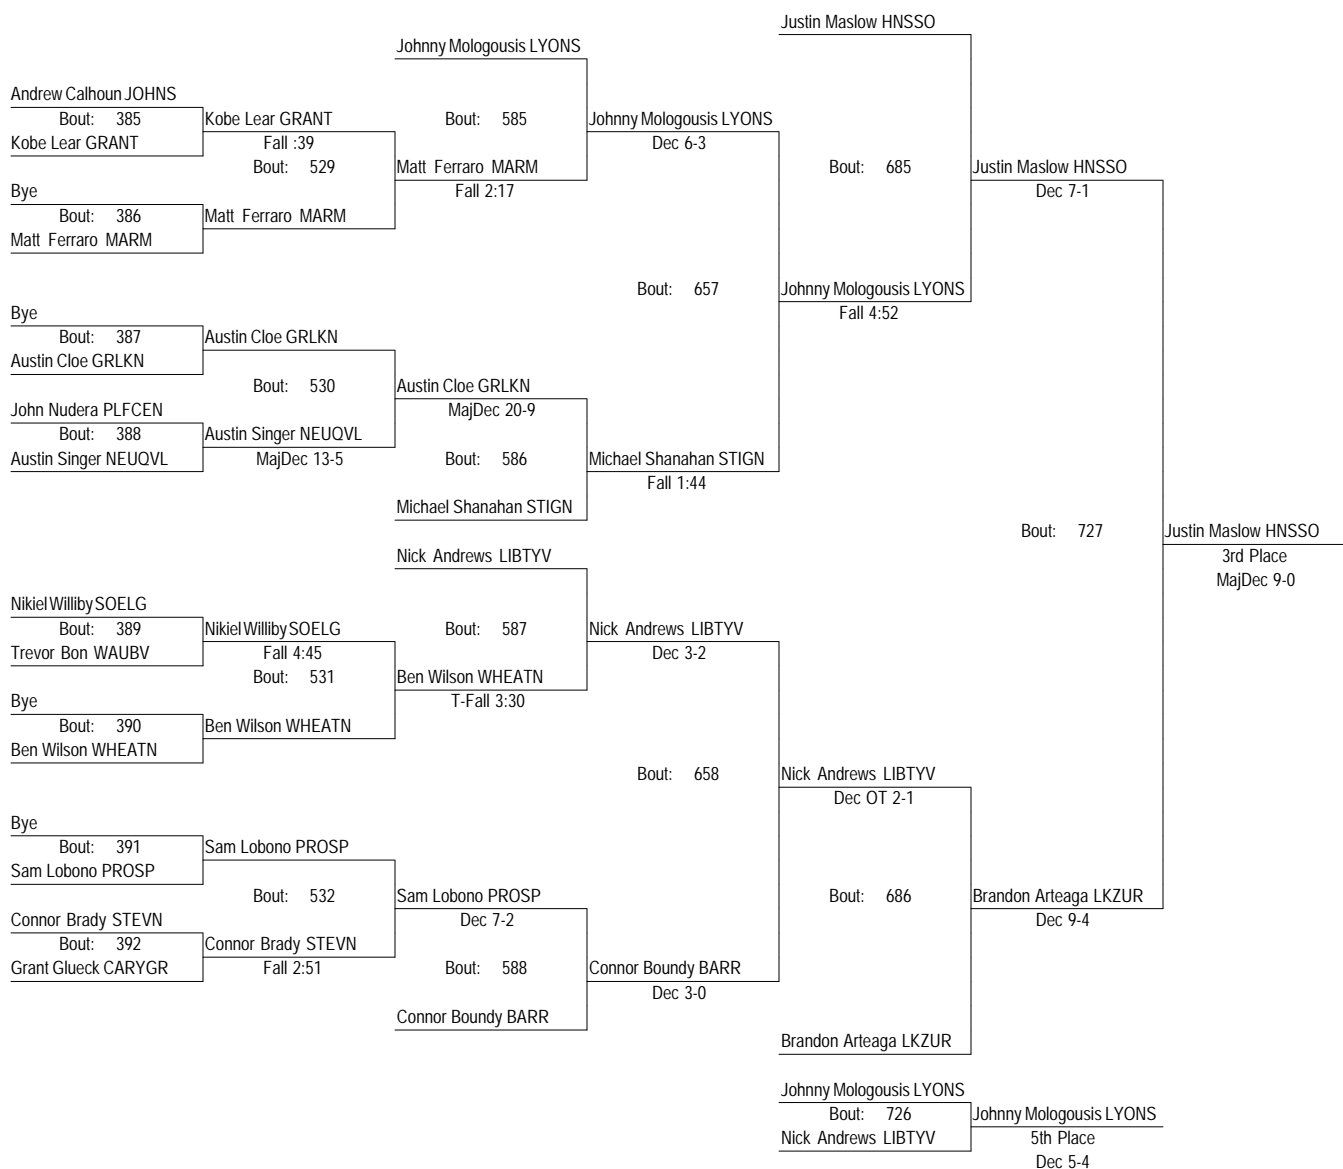 Justin Maslow HNSSO
Johnny Mologousis LYONS
Andrew Calhoun JOHNS
Bout: 385
Kobe Lear GRANT
Kobe Lear GRANT
Fall :39
Bout: 529
Bye
Bout: 386
Matt Ferraro MARM
Matt Ferraro MARM
Bout: 585
Matt Ferraro MARM
Fall 2:17
Johnny Mologousis LYONS
Dec 6-3
Bout: 685
Justin Maslow HNSSO
Dec 7-1
Bout: 657
Johnny Mologousis LYONS
Fall 4:52
Bye
Bout: 387
Austin Cloe GRLKN
Austin Cloe GRLKN
Bout: 530
John Nudera PLFCEN
Bout: 388
Austin Singer NEUQVL
Austin Singer NEUQVL
MajDec 13-5
Austin Cloe GRLKN
MajDec 20-9
Bout: 586
Michael Shanahan STIGN
Michael Shanahan STIGN
Fall 1:44
Bout: 727
Justin Maslow HNSSO
3rd Place
MajDec 9-0
Nick Andrews LIBTYV
Nikiel Williby SOELG
Bout: 389
Trevor Bon WAUBV
Nikiel Williby SOELG
Fall 4:45
Bout: 531
Bye
Bout: 390
Ben Wilson WHEATN
Ben Wilson WHEATN
Bout: 587
Ben Wilson WHEATN
T-Fall 3:30
Nick Andrews LIBTYV
Dec 3-2
Bout: 658
Nick Andrews LIBTYV
Dec OT 2-1
Bye
Bout: 391
Sam Lobono PROSP
Sam Lobono PROSP
Bout: 532
Connor Brady STEVN
Bout: 392
Grant Glueck CARYGR
Connor Brady STEVN
Fall 2:51
Sam Lobono PROSP
Dec 7-2
Bout: 588
Connor Boundy BARR
Connor Boundy BARR
Dec 3-0
Bout: 686
Brandon Arteaga LKZUR
Dec 9-4
Brandon Arteaga LKZUR
Johnny Mologousis LYONS
Bout: 726
Nick Andrews LIBTYV
Johnny Mologousis LYONS
5th Place
Dec 5-4